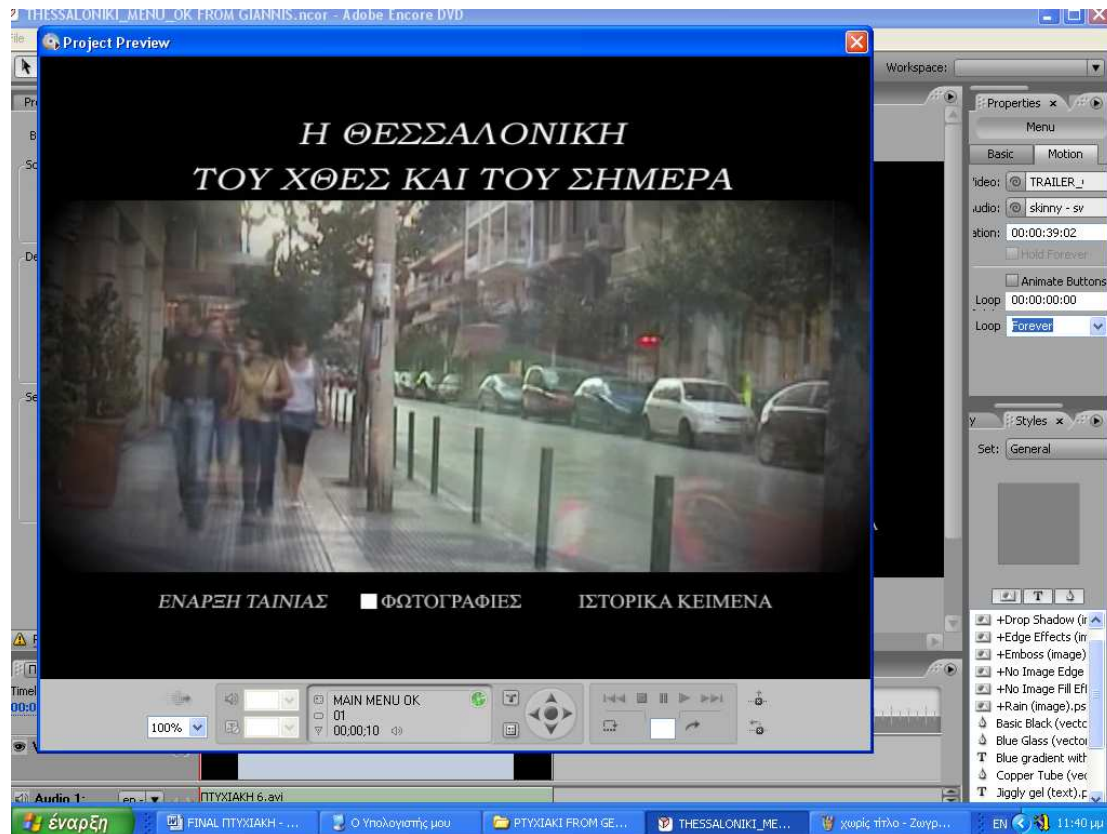 THESSALONIKI_MENU_OK FROM GIANNIS.ncor - Adobe Encore DVD
Project Preview
Workspace:
Η ΘΕΣΣΑΛΟΝΙΚΗ
ΤΟΥ ΧΘΕΣ ΚΑΙ ΤΟΥ ΣΗΜΕΡΑ
ΕΝΑΡΞΗ ΤΑΙΝΙΑΣ ΦΩΤΟΓΡΑΦΙΕΣ ΙΣΤΟΡΙΚΑ ΚΕΙΜΕΝΑ
100%
MAIN MENU OK
01
00;00;10
Properties
Menu
Basic Motion
TRAILER_
skinny - sv
00:00:39:02
Hold Forever
Animate Buttons
Loop 00:00:00:00
Loop Forever
Styles
Set: General
+Drop Shadow (ir
+Edge Effects (im
+Emboss (image)
+No Image Edge
+No Image Fill Eff
+Rain (image).ps
Basic Black (vecto
Blue Glass (vector
Blue gradient with
Copper Tube (vec
Jiggly gel (text).p
Audio 1: en - ΠΤΥΧΙΑΚΗ 6.avi
έναρξη FINAL ΠΤΥΧΙΑΚΗ - ... Ο Υπολογιστής μου PTYXIAKI FROM GE... THESSALONIKI_ME... χωρίς τίτλο - Ζωγρ... EN 11:40 μμ